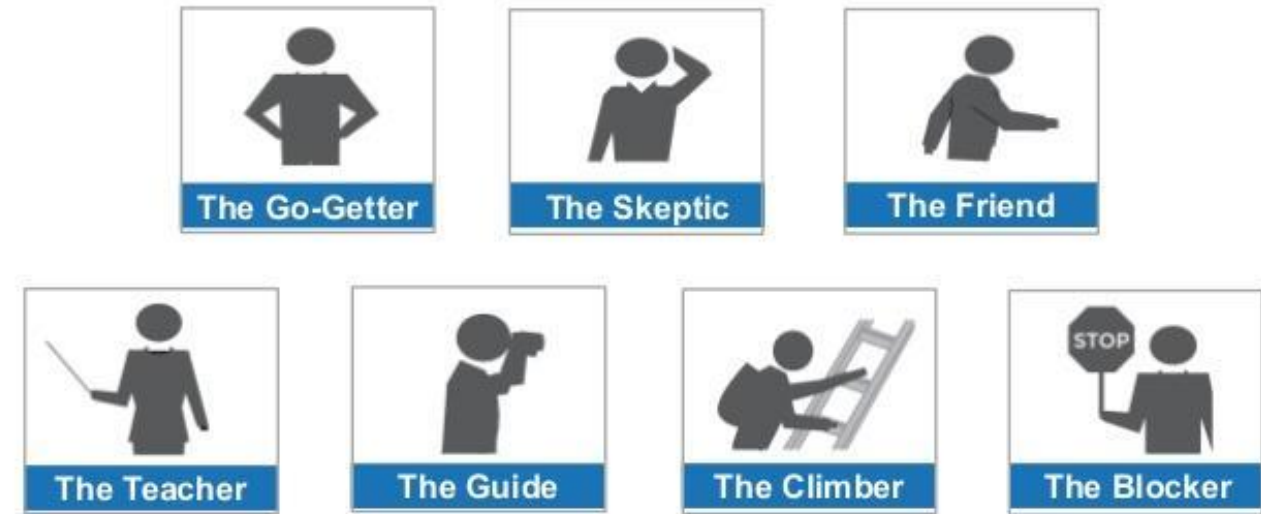 The Go-Getter
The Skeptic
The Friend
The Teacher
The Guide
The Climber
STOP
The Blocker